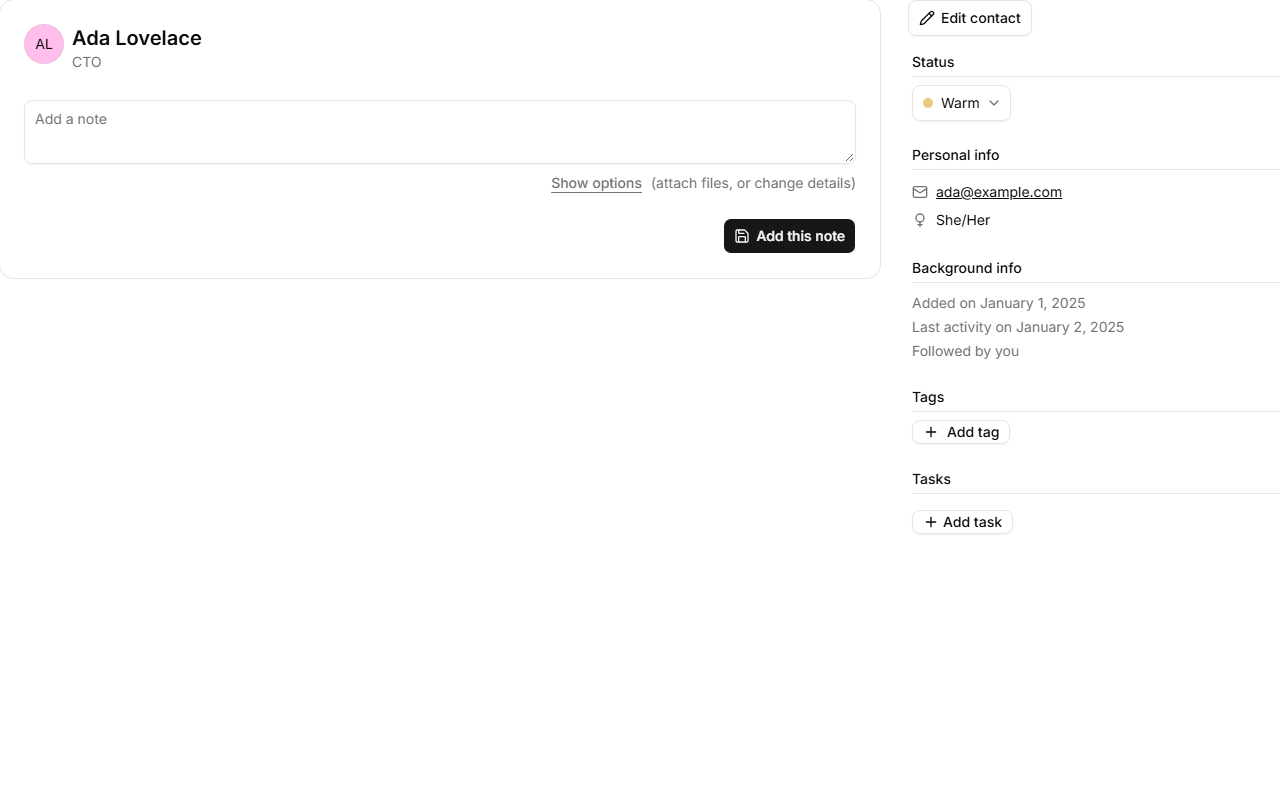 AL
Ada Lovelace
CTO
Add a note
Show options (attach files, or change details)
Add this note
Edit contact
Status
Warm
Personal info
ada@example.com
She/Her
Background info
Added on January 1, 2025
Last activity on January 2, 2025
Followed by you
Tags
Add tag
Tasks
Add task